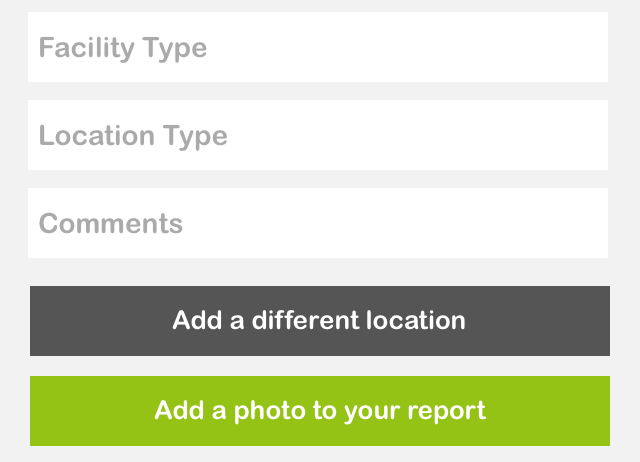 Facility Type
Location Type
Comments
Add a different location
Add a photo to your report